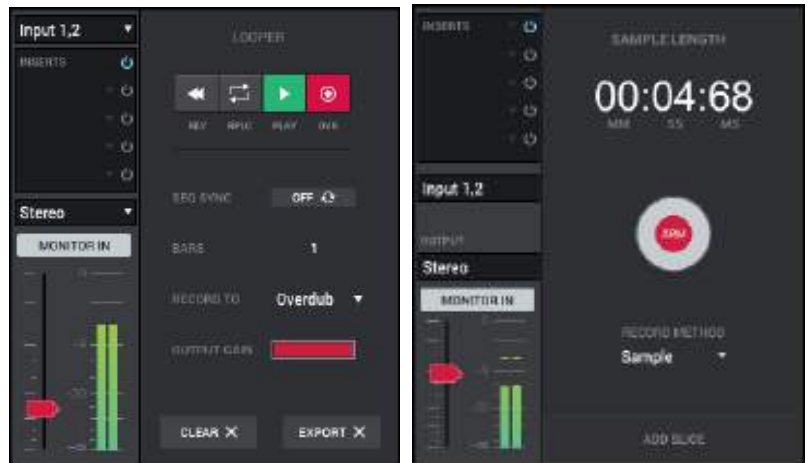 Input 1,2
INSERTS
Stereo
MONITOR IN
LOOPER
REV RPLC PLAY OVR
SEQ SYNC OFF
BARS 1
RECORD TO Overdub
OUTPUT GAIN
CLEAR X EXPORT X
INSERTS
Input 1,2
OUTPUT
Stereo
MONITOR IN
SAMPLE LENGTH
00:04:68
MM SS MS
RECORD METHOD
Sample
ADD SLICE